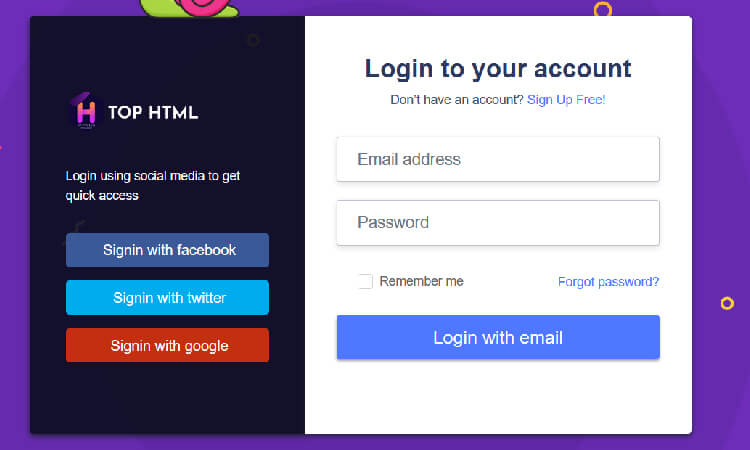 TOP HTML
Login using social media to get
quick access
Signin with facebook
Signin with twitter
Signin with google
Login to your account
Don't have an account? Sign Up Free!
Email address
Password
Remember me
Forgot password?
Login with email